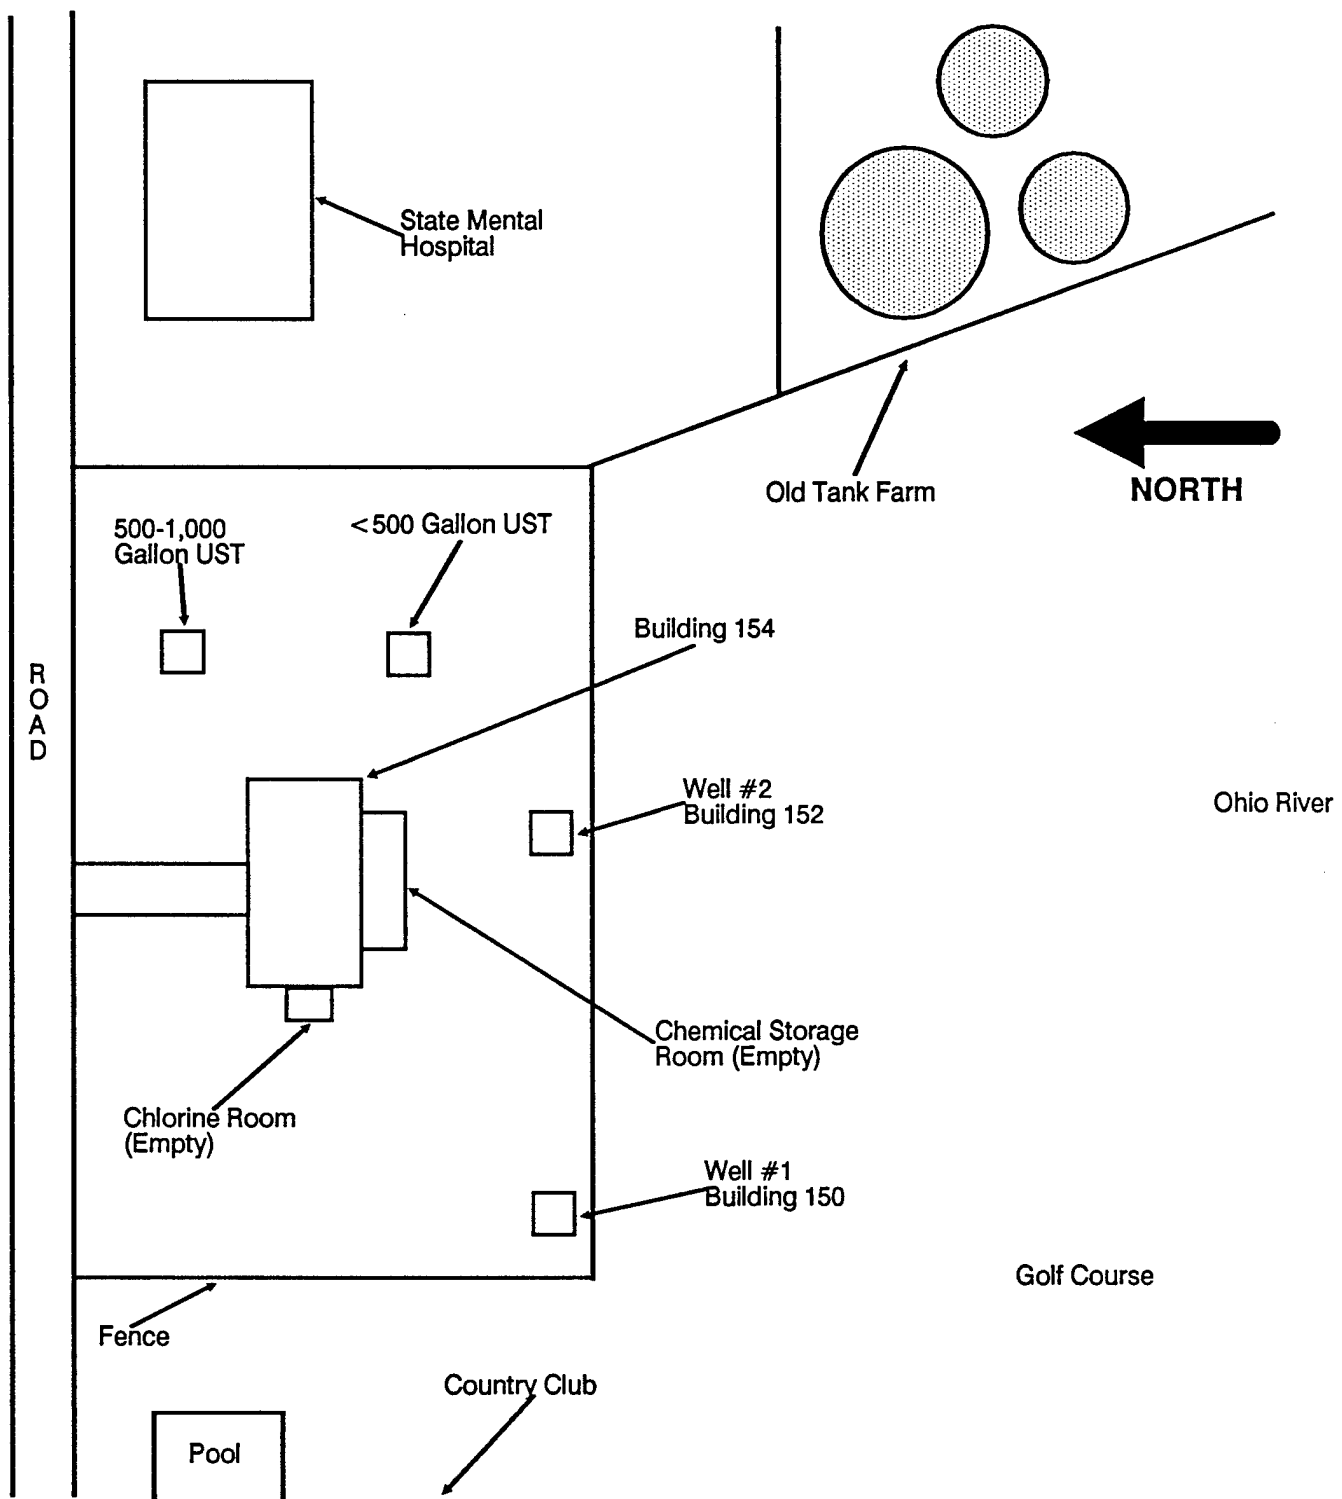 State Mental
Hospital
Old Tank Farm
NORTH
500-1,000
Gallon UST
<500 Gallon UST
Building 154
ROAD
Well #2
Building 152
Ohio River
Chemical Storage
Room (Empty)
Chlorine Room
(Empty)
Well #1
Building 150
Golf Course
Fence
Country Club
Pool